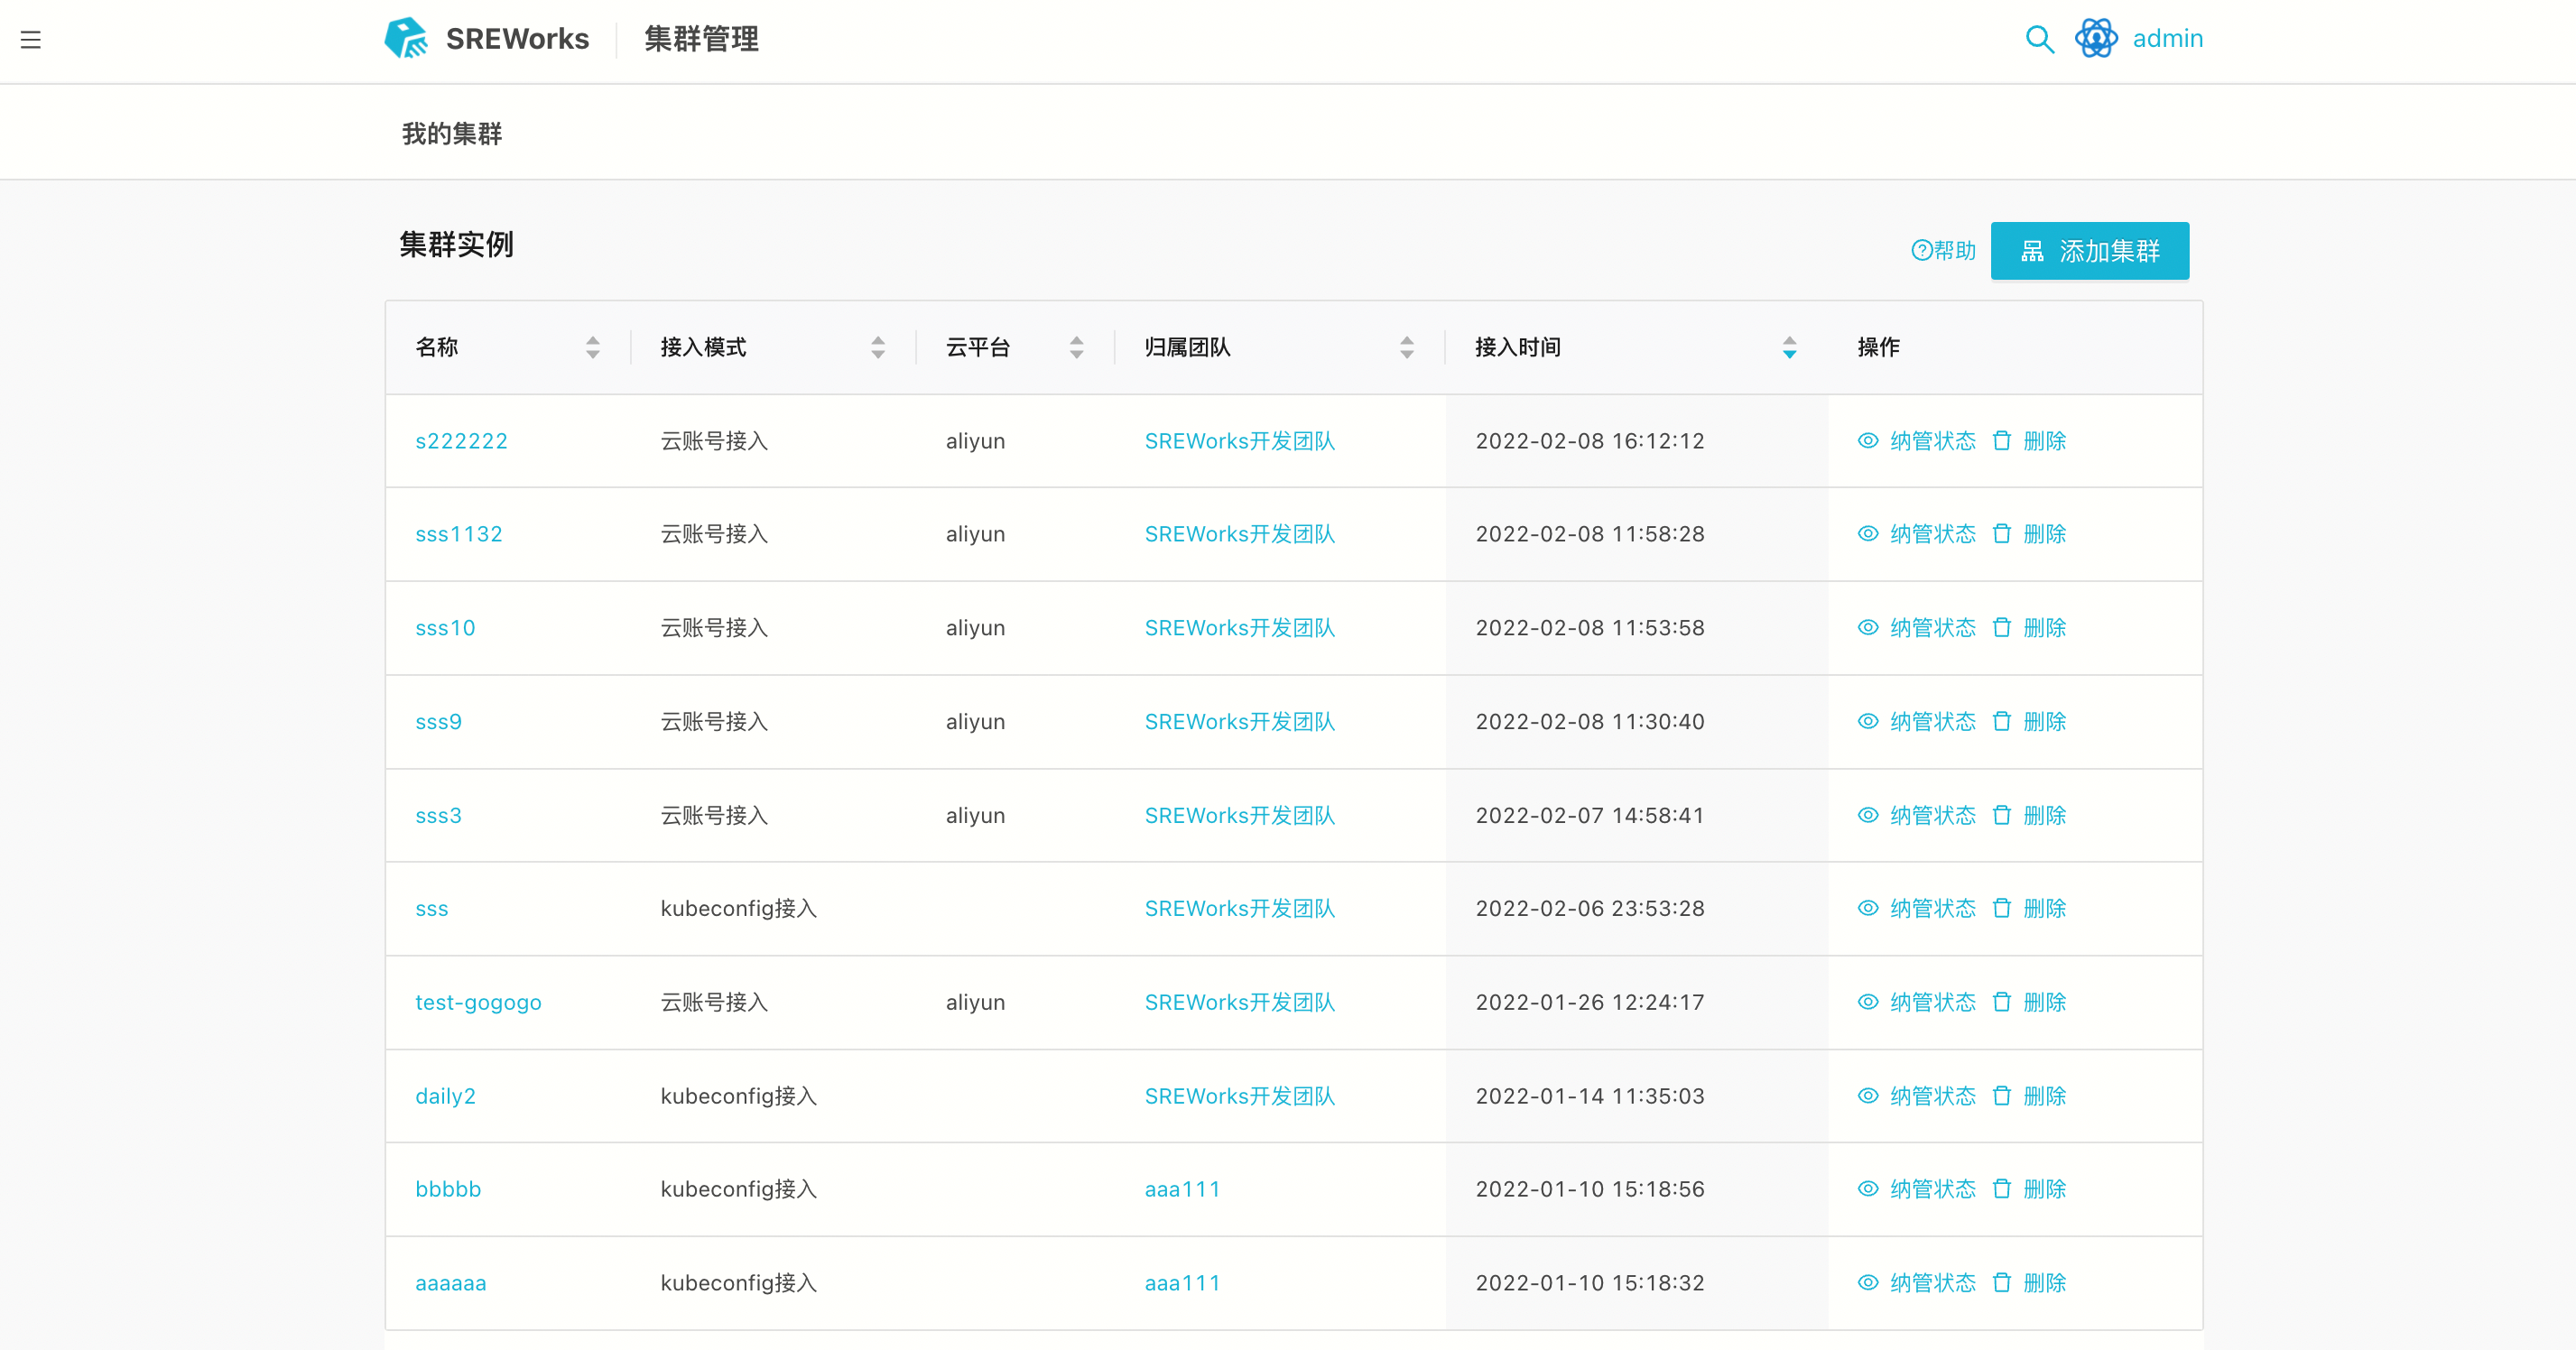 SREWorks 集群管理 admin
我的集群
集群实例 帮助 添加集群
名称 接入模式 云平台 归属团队 接入时间 操作
s222222 云账号接入 aliyun SREWorks开发团队 2022-02-08 16:12:12 纳管状态 删除
sss1132 云账号接入 aliyun SREWorks开发团队 2022-02-08 11:58:28 纳管状态 删除
sss10 云账号接入 aliyun SREWorks开发团队 2022-02-08 11:53:58 纳管状态 删除
sss9 云账号接入 aliyun SREWorks开发团队 2022-02-08 11:30:40 纳管状态 删除
sss3 云账号接入 aliyun SREWorks开发团队 2022-02-07 14:58:41 纳管状态 删除
sss kubeconfig接入 SREWorks开发团队 2022-02-06 23:53:28 纳管状态 删除
test-gogogo 云账号接入 aliyun SREWorks开发团队 2022-01-26 12:24:17 纳管状态 删除
daily2 kubeconfig接入 SREWorks开发团队 2022-01-14 11:35:03 纳管状态 删除
bbbbb kubeconfig接入 aaa111 2022-01-10 15:18:56 纳管状态 删除
aaaaaa kubeconfig接入 aaa111 2022-01-10 15:18:32 纳管状态 删除